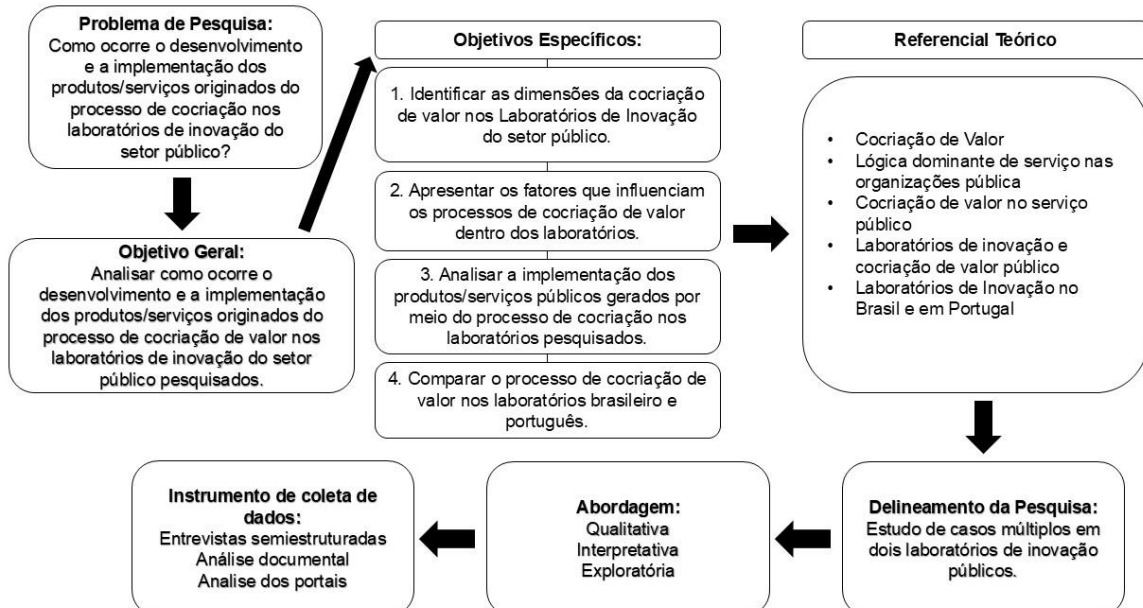 Problema de Pesquisa:
Como ocorre o desenvolvimento
e a implementação dos
produtos/serviços originados do
processo de cocriação nos
laboratórios de inovação do
setor público?
Objetivo Geral:
Analisar como ocorre o
desenvolvimento e a implementação
dos produtos/serviços originados do
processo de cocriação de valor nos
laboratórios de inovação do setor
público pesquisados.
Objetivos Específicos:
1. Identificar as dimensões da cocriação
de valor nos Laboratórios de Inovação
do setor público.
2. Apresentar os fatores que influenciam
os processos de cocriação de valor
dentro dos laboratórios.
3. Analisar a implementação dos
produtos/serviços públicos gerados por
meio do processo de cocriação nos
laboratórios pesquisados.
4. Comparar o processo de cocriação de
valor nos laboratórios brasileiro e
português.
Referencial Teórico
• Cocriação de Valor
• Lógica dominante de serviço nas
organizações pública
• Cocriação de valor no serviço
público
• Laboratórios de inovação e
cocriação de valor público
• Laboratórios de Inovação no
Brasil e em Portugal
Delineamento da Pesquisa:
Estudo de casos múltiplos em
dois laboratórios de inovação
públicos.
Abordagem:
Qualitativa
Interpretativa
Exploratória
Instrumento de coleta de
dados:
Entrevistas semiestruturadas
Análise documental
Analise dos portais